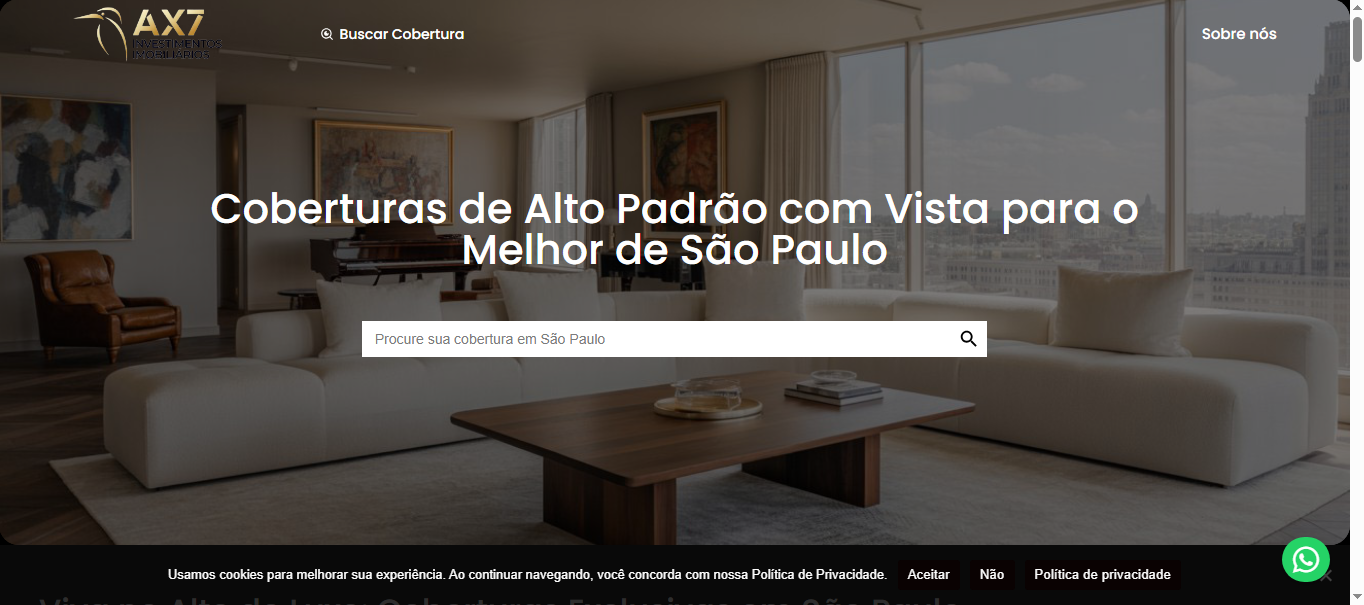 AX7
INVESTIMENTOS
IMOBILIÁRIOS
Buscar Cobertura
Sobre nós
Coberturas de Alto Padrão com Vista para o
Melhor de São Paulo
Procure sua cobertura em São Paulo
Usamos cookies para melhorar sua experiência. Ao continuar navegando, você concorda com nossa Política de Privacidade.
Aceitar
Não
Política de privacidade